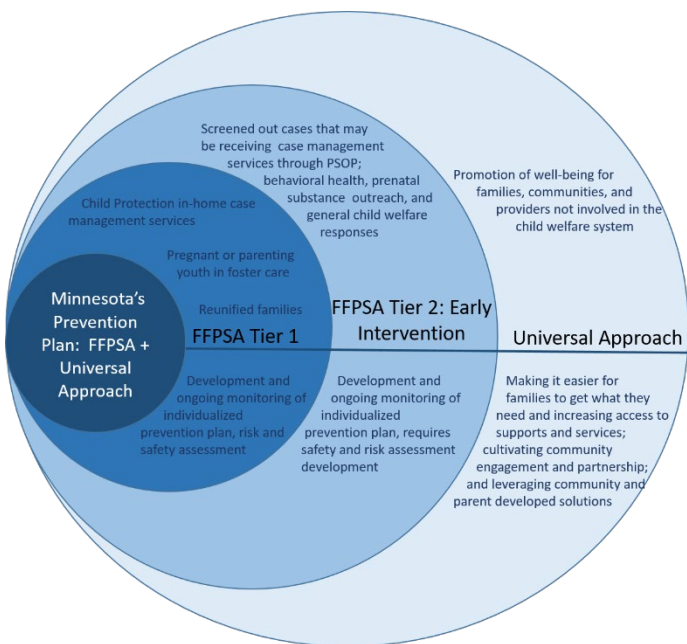 Screened out cases that may
be receiving case management
services through PSOP;
behavioral health, prenatal
substance outreach, and
general child welfare
responses
Promotion of well-being for
families, communities, and
providers not involved in the
child welfare system
Child Protection in-home case
management services
Pregnant or parenting
youth in foster care
Reunified families
Minnesota's
Prevention
Plan: FFPSA +
Universal
Approach
FFPSA Tier 1
FFPSA Tier 2: Early
Intervention
Universal Approach
Development and
ongoing monitoring of
individualized
prevention plan, risk and
safety assessment
Development and
ongoing monitoring of
individualized
prevention plan, requires
safety and risk assessment
development
Making it easier for
families to get what they
need and increasing access to
supports and services;
cultivating community
engagement and partnership;
and leveraging community and
parent developed solutions